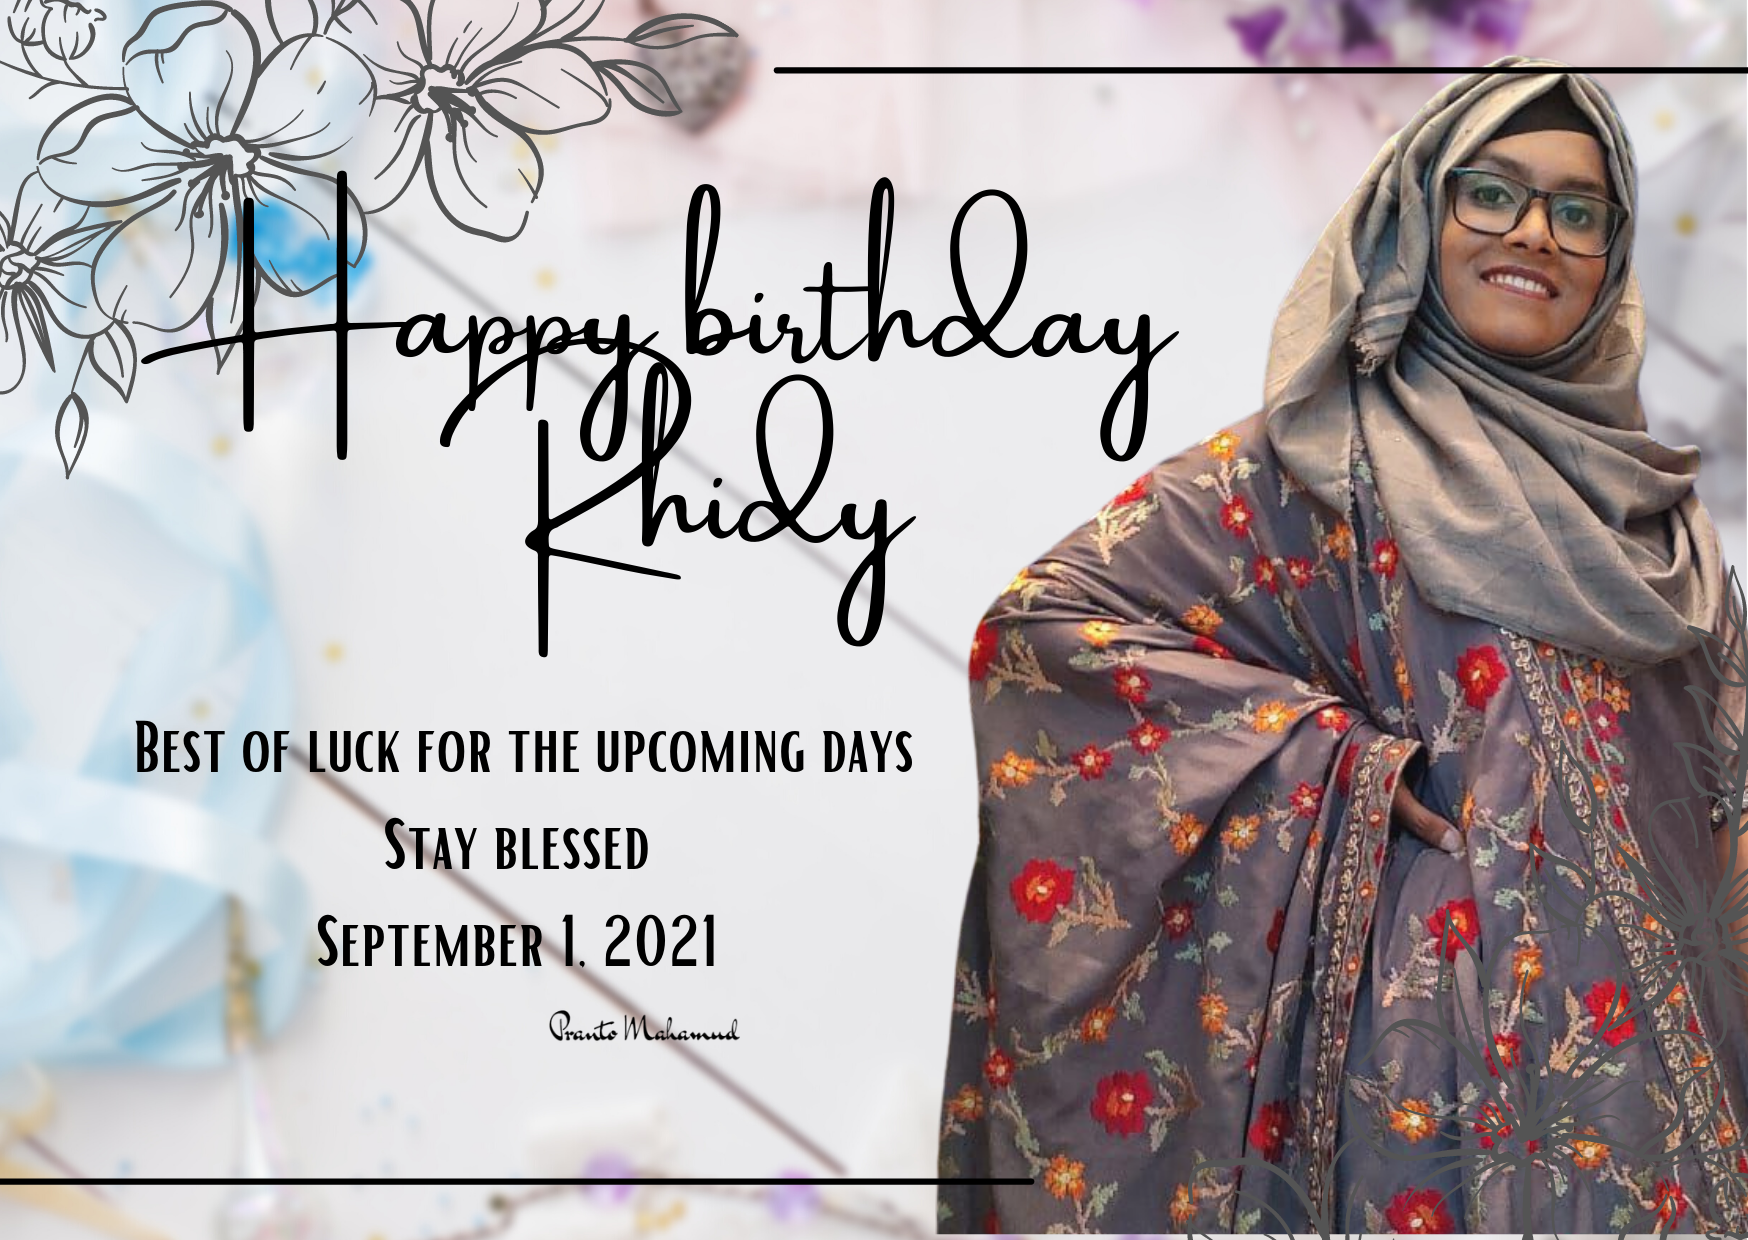 Happy birthday
Khidy
Best of luck for the upcoming days
Stay blessed
September 1, 2021
Pranto Mahamud